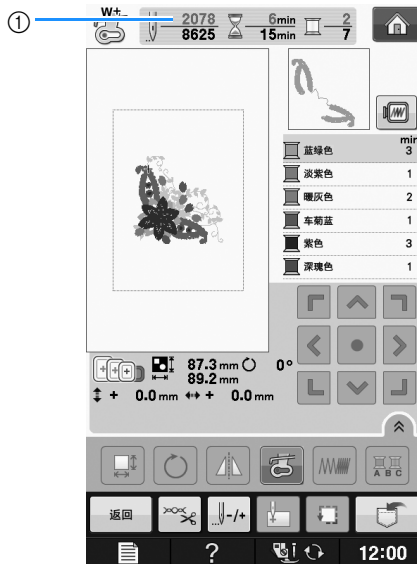 ①
W+
2078 6min 2
8625 15min 7
min
蓝绿色 3
淡紫色 1
暖灰色 2
车菊蓝 1
紫色 3
深瑰色 1
87.3 mm 0°
89.2 mm
+ 0.0 mm + 0.0 mm
A B C
返回 -/+
? 12:00